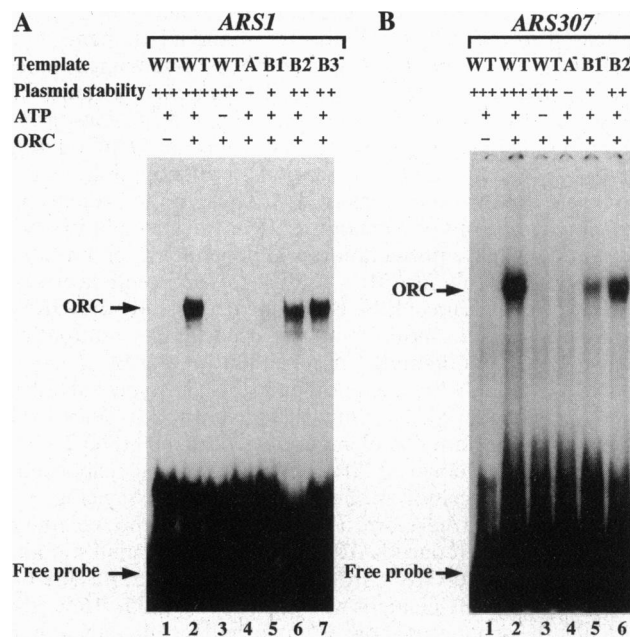 A
ARS1
Template WT WT WT A⁻ B1⁻ B2⁻ B3⁻
Plasmid stability +++ +++ +++ – + ++ ++
ATP + + – + + + +
ORC – + + + + + +
ORC
Free probe
1 2 3 4 5 6 7
B
ARS307
WT WT WT A⁻ B1⁻ B2⁻
+++ +++ +++ – + ++
+ + – + + +
– + + + + +
ORC
Free probe
1 2 3 4 5 6